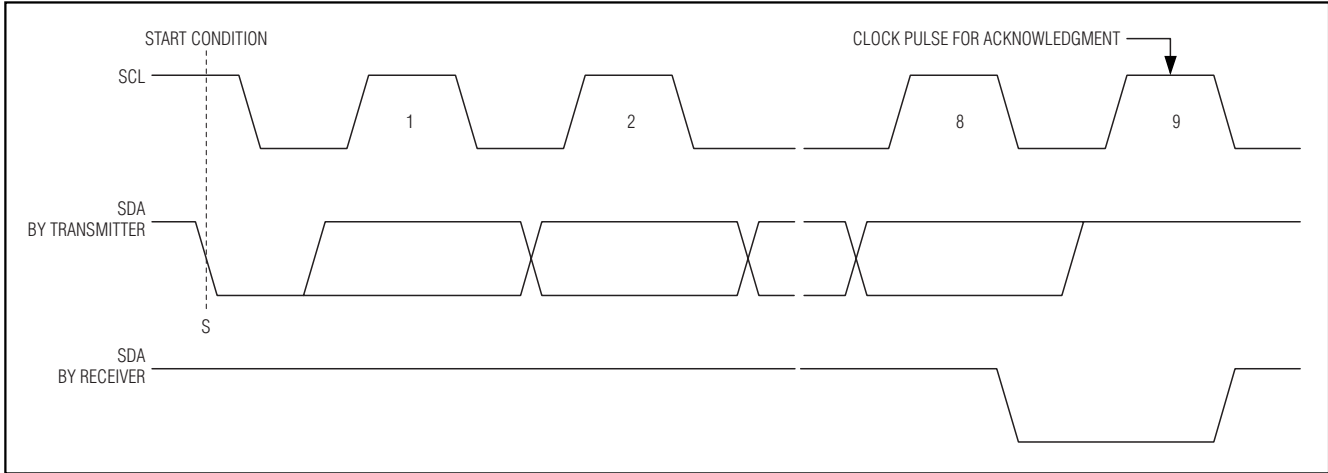 START CONDITION
CLOCK PULSE FOR ACKNOWLEDGMENT
SCL
1
2
8
9
SDA
BY TRANSMITTER
S
SDA
BY RECEIVER